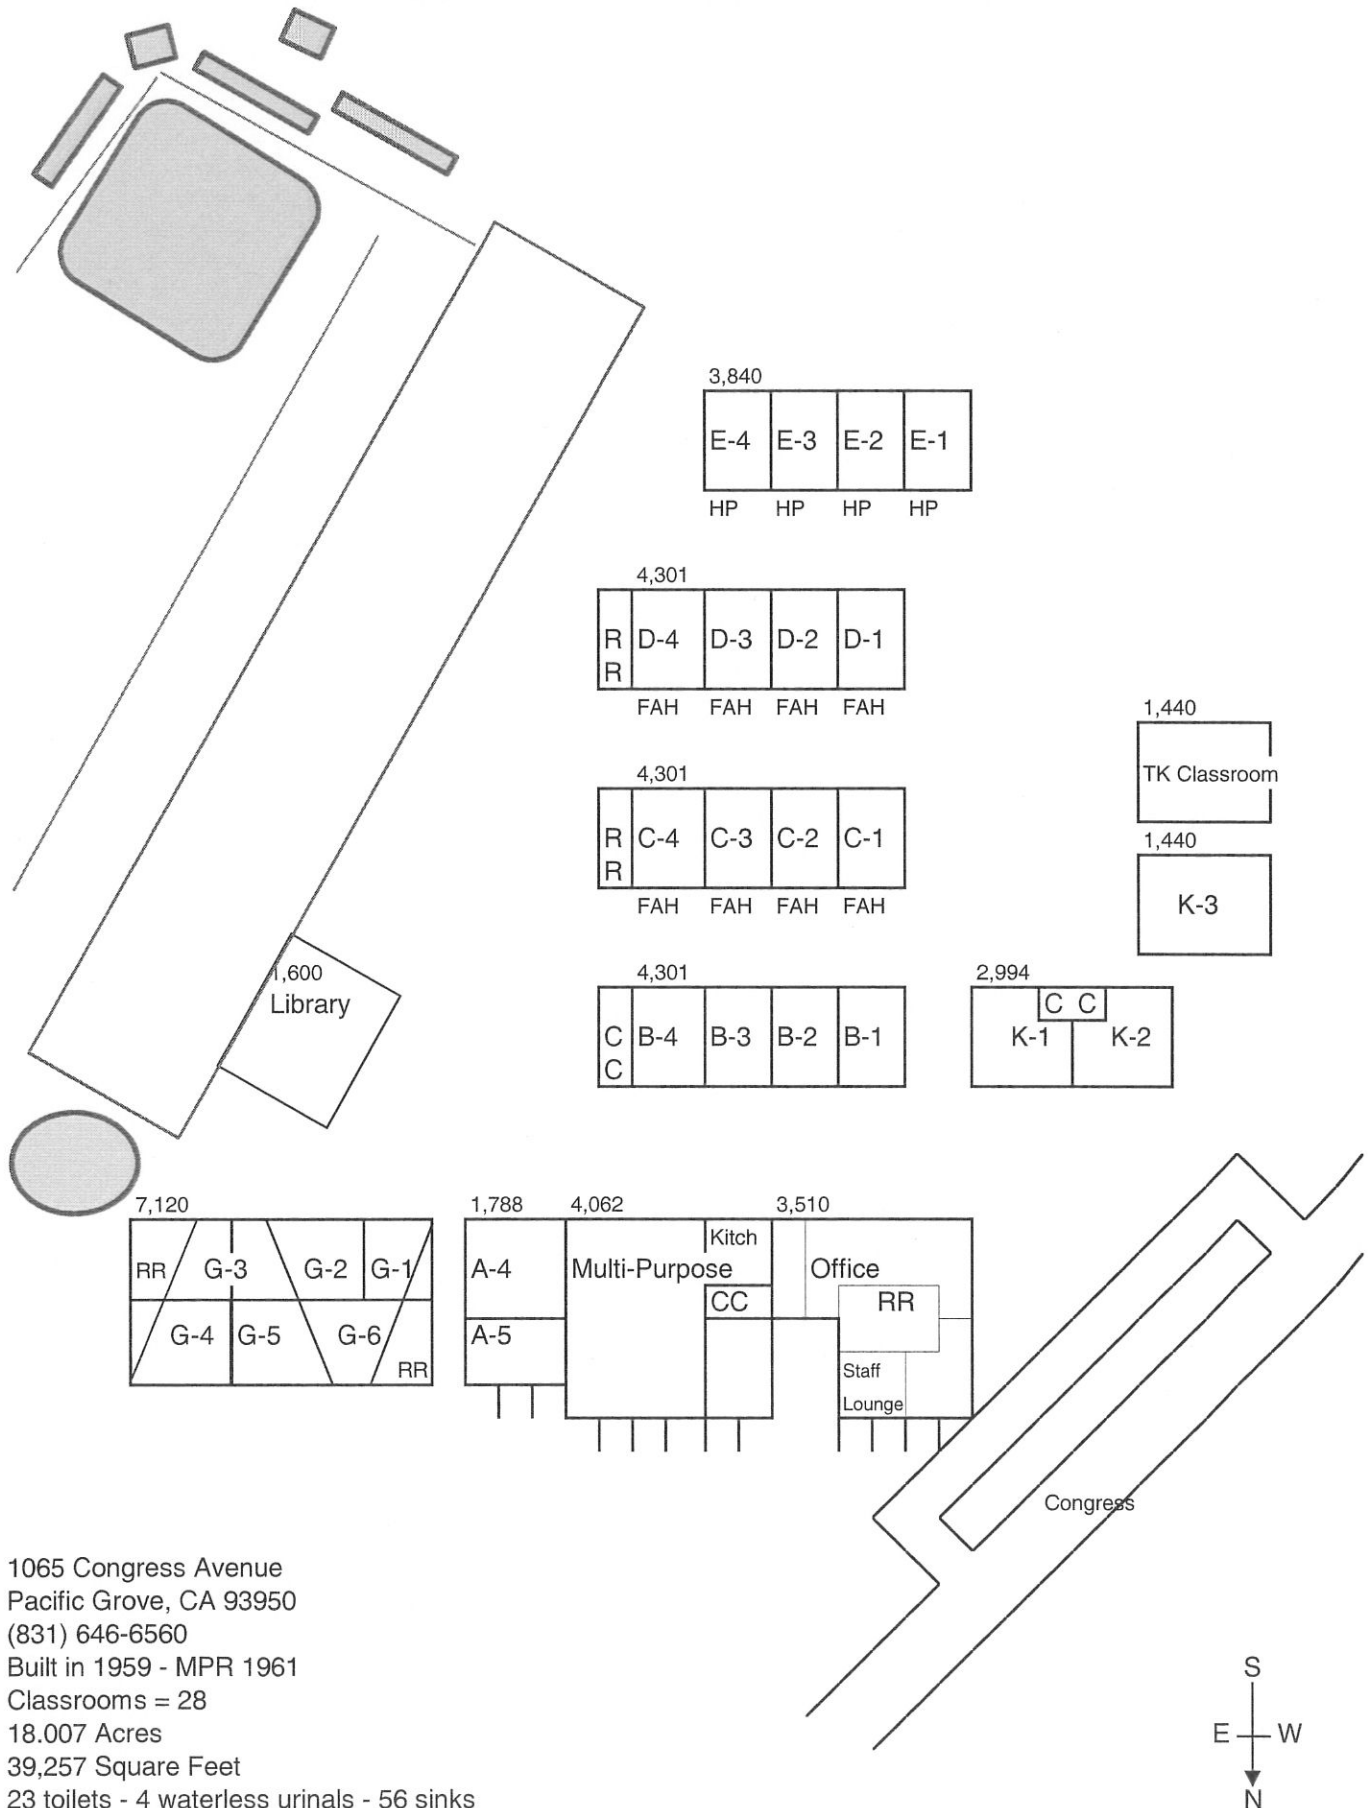 3,840
E-4 E-3 E-2 E-1
HP HP HP HP
4,301
R R D-4 D-3 D-2 D-1
FAH FAH FAH FAH
1,440
TK Classroom
4,301
R R C-4 C-3 C-2 C-1
FAH FAH FAH FAH
1,440
K-3
1,600
Library
4,301
C C B-4 B-3 B-2 B-1
2,994
C C
K-1 K-2
7,120
RR G-3 G-2 G-1
G-4 G-5 G-6
RR
1,788 4,062 3,510
Kitch
A-4 Multi-Purpose Office
CC RR
A-5
Staff
Lounge
Congress
1065 Congress Avenue
Pacific Grove, CA 93950
(831) 646-6560
Built in 1959 - MPR 1961
Classrooms = 28
18.007 Acres
39,257 Square Feet
23 toilets - 4 waterless urinals - 56 sinks
S
E W
N